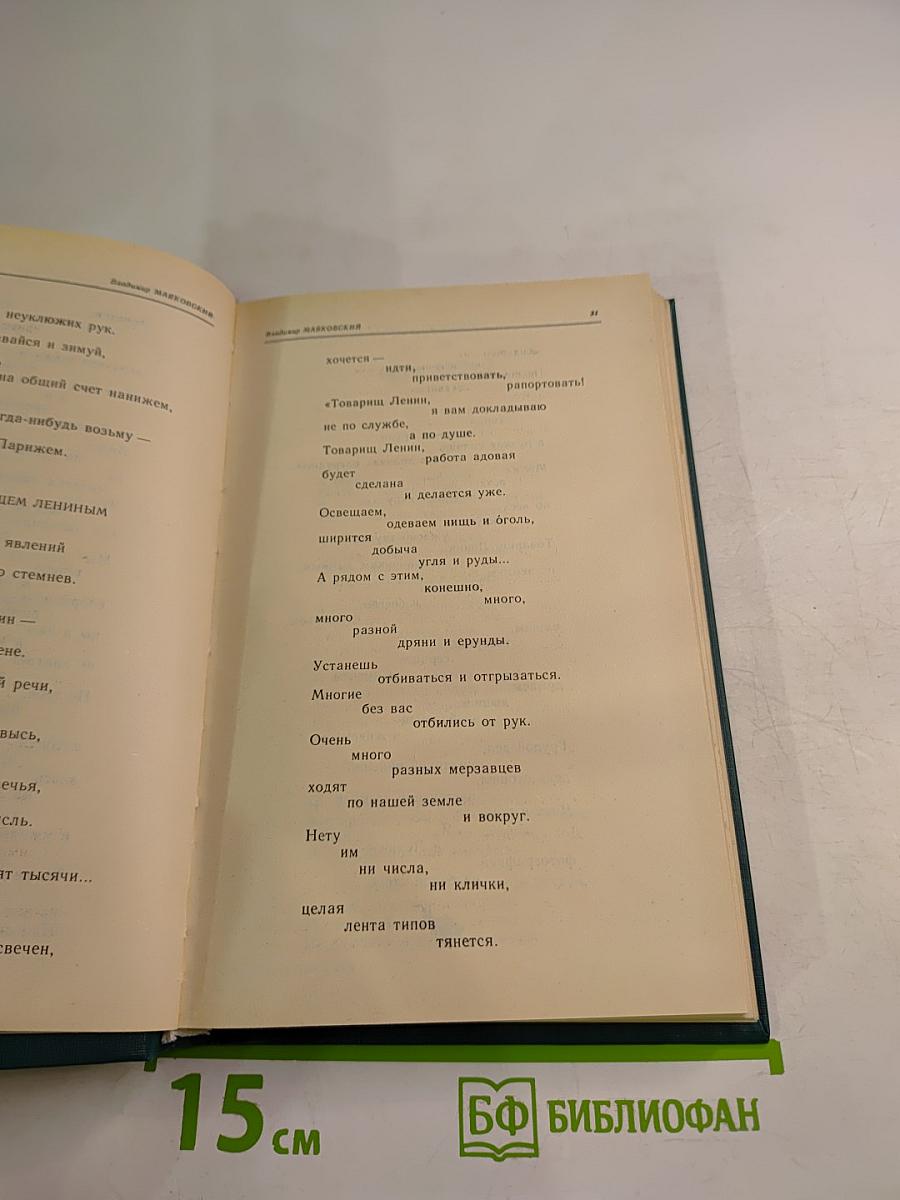 Владимир МАЯКОВСКИЙ
неуклюжих рук.
вайся и зимуй,
на общий счет нанижем,
гда-нибудь возьму —
Парижем.
ЩЕМ ЛЕНИНЫМ
явлений
о стемнев.
ин —
ене.
й речи,
ввысь,
ечья,
сль.
ят тысячи...
свечен,
Владимир МАЯКОВСКИЙ
31
хочется —
идти,
приветствовать,
рапортовать!
«Товарищ Ленин,
я вам докладываю
не по службе,
а по душе.
Товарищ Ленин,
работа адовая
будет
сделана
и делается уже.
Освещаем,
одеваем нищь и óголь,
ширится
добыча
угля и руды...
А рядом с этим,
конешно,
много,
много
разной
дряни и ерунды.
Устанешь
отбиваться и отгрызаться.
Многие
без вас
отбились от рук.
Очень
много
разных мерзавцев
ходят
по нашей земле
и вокруг.
Нету
им
ни числа,
ни клички,
целая
лента типов
тянется.
15 см
БФ БИБЛИОФАН